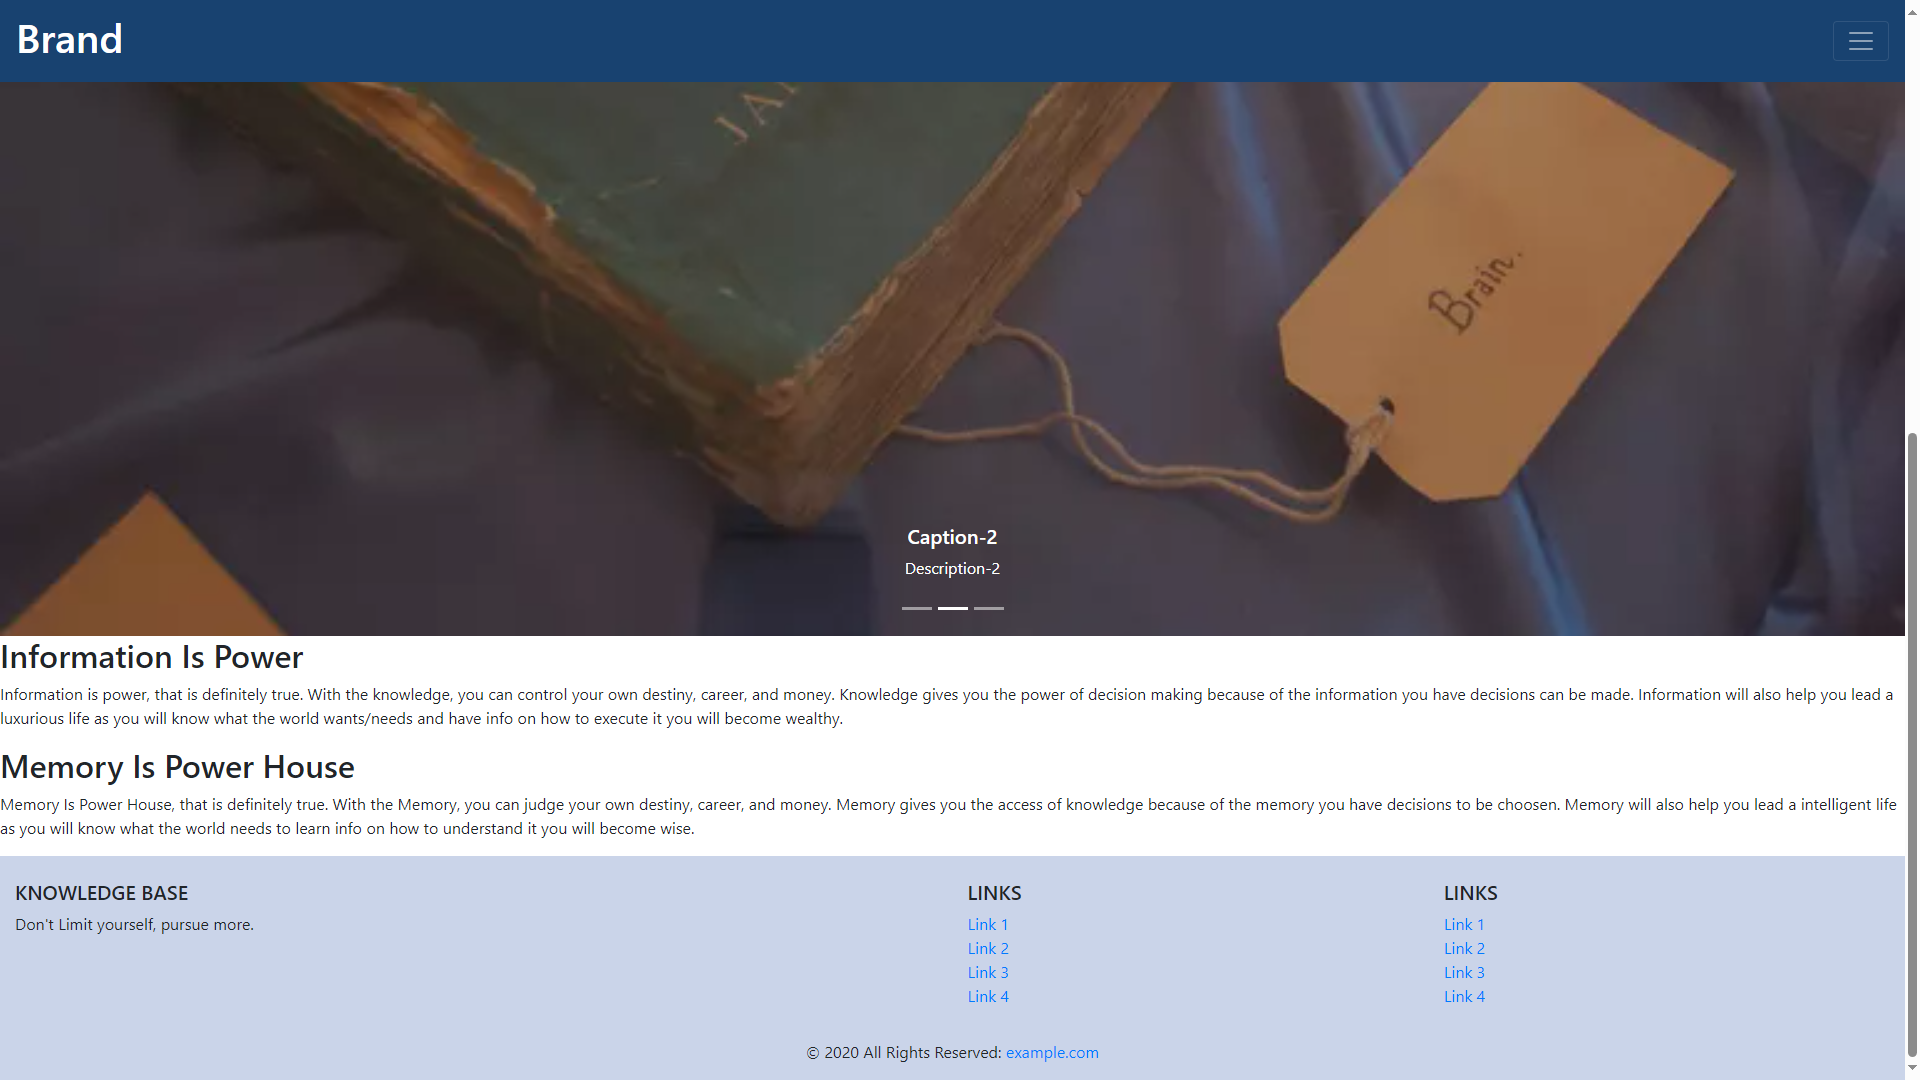 Brand
JA
Brain.
Caption-2
Description-2
Information Is Power
Information is power, that is definitely true. With the knowledge, you can control your own destiny, career, and money. Knowledge gives you the power of decision making because of the information you have decisions can be made. Information will also help you lead a
luxurious life as you will know what the world wants/needs and have info on how to execute it you will become wealthy.
Memory Is Power House
Memory Is Power House, that is definitely true. With the Memory, you can judge your own destiny, career, and money. Memory gives you the access of knowledge because of the memory you have decisions to be choosen. Memory will also help you lead a intelligent life
as you will know what the world needs to learn info on how to understand it you will become wise.
KNOWLEDGE BASE
Don't Limit yourself, pursue more.
LINKS
Link 1
Link 2
Link 3
Link 4
LINKS
Link 1
Link 2
Link 3
Link 4
© 2020 All Rights Reserved: example.com